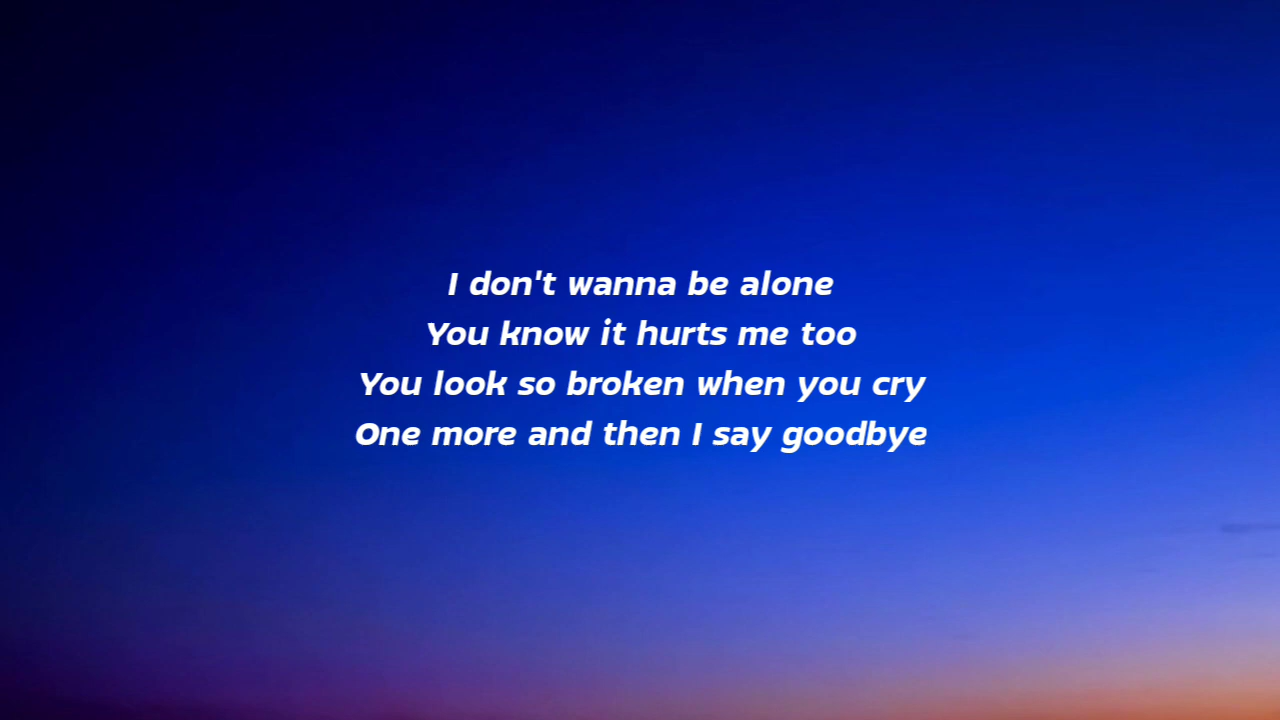 I don't wanna be alone
You know it hurts me too
You look so broken when you cry
One more and then I say goodbye